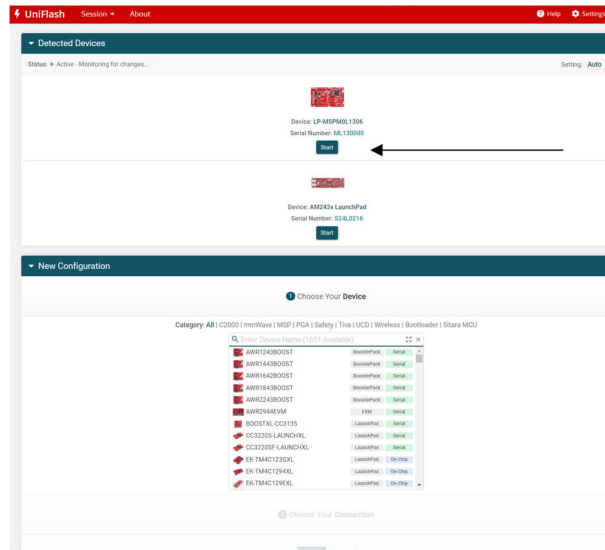 UniFlash Session About Help Settings
Detected Devices
Status: Active - Monitoring for changes... Setting: Auto
Device: LP-MSPM0L1306
Serial Number: ML130000
Start
Device: AM243x LaunchPad
Serial Number: S24L0216
Start
New Configuration
1 Choose Your Device
Category: All | C2000 | mmWave | MSP | PGA | Safety | Tiva | UCD | Wireless | Bootloader | Sitara MCU
Enter Device Name (1651 Available)
AWR1243BOOST BoosterPack Serial
AWR1443BOOST BoosterPack Serial
AWR1642BOOST BoosterPack Serial
AWR1843BOOST BoosterPack Serial
AWR2243BOOST BoosterPack Serial
AWR2944EVM EVM Serial
BOOSTXL-CC3135 LaunchPad Serial
CC3220S-LAUNCHXL LaunchPad Serial
CC3220SF-LAUNCHXL LaunchPad Serial
EK-TM4C123GXL LaunchPad On-Chip
EK-TM4C1294XL LaunchPad On-Chip
EK-TM4C129EXL LaunchPad On-Chip
2 Choose Your Connection